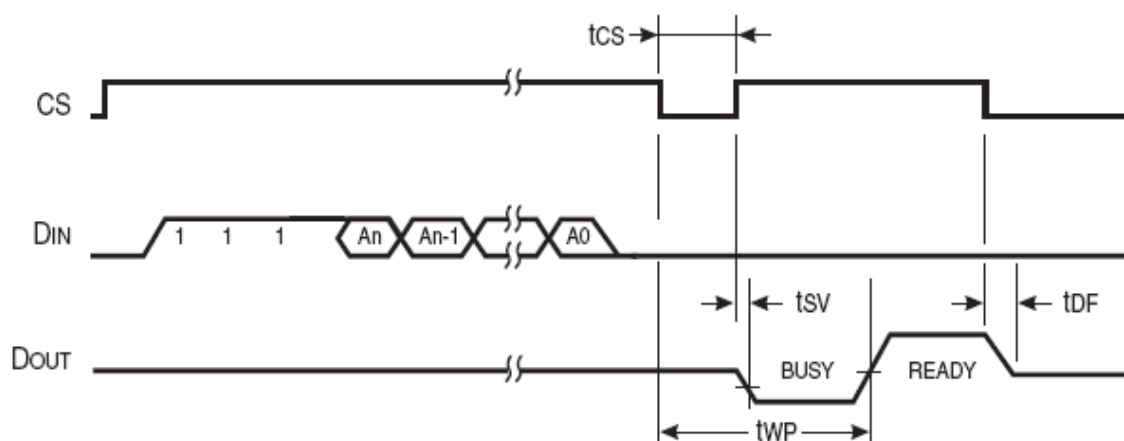 tCS
CS
DIN 1 1 1 An An-1 A0
tSV tDF
DOUT BUSY READY
tWP